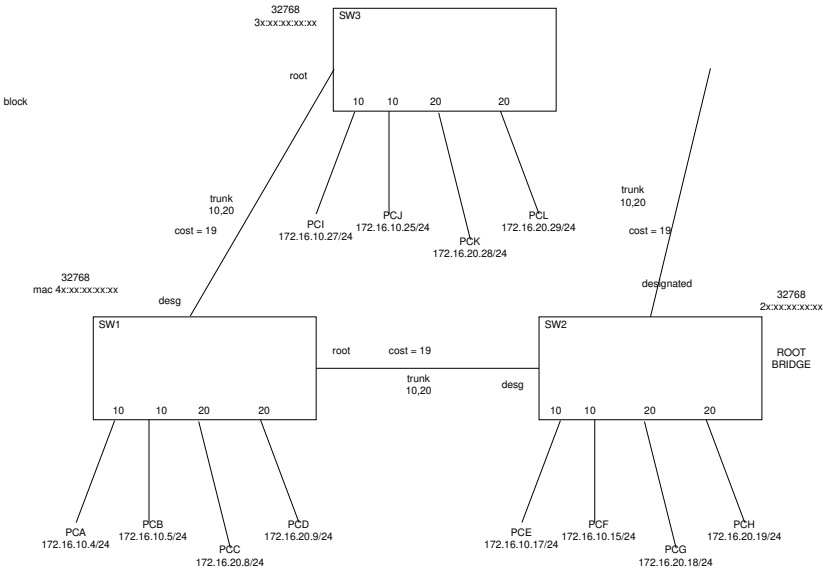 32768
3x:xx:xx:xx:xx
SW3
root
block
10 10 20 20
trunk
10,20
cost = 19
PCI
172.16.10.27/24
PCJ
172.16.10.25/24
PCK
172.16.20.28/24
PCL
172.16.20.29/24
trunk
10,20
cost = 19
designated
32768
mac 4x:xx:xx:xx:xx
desg
SW1
root cost = 19
trunk
10,20
desg
SW2
32768
2x:xx:xx:xx:xx
ROOT
BRIDGE
10 10 20 20
10 10 20 20
PCA
172.16.10.4/24
PCB
172.16.10.5/24
PCC
172.16.20.8/24
PCD
172.16.20.9/24
PCE
172.16.10.17/24
PCF
172.16.10.15/24
PCG
172.16.20.18/24
PCH
172.16.20.19/24